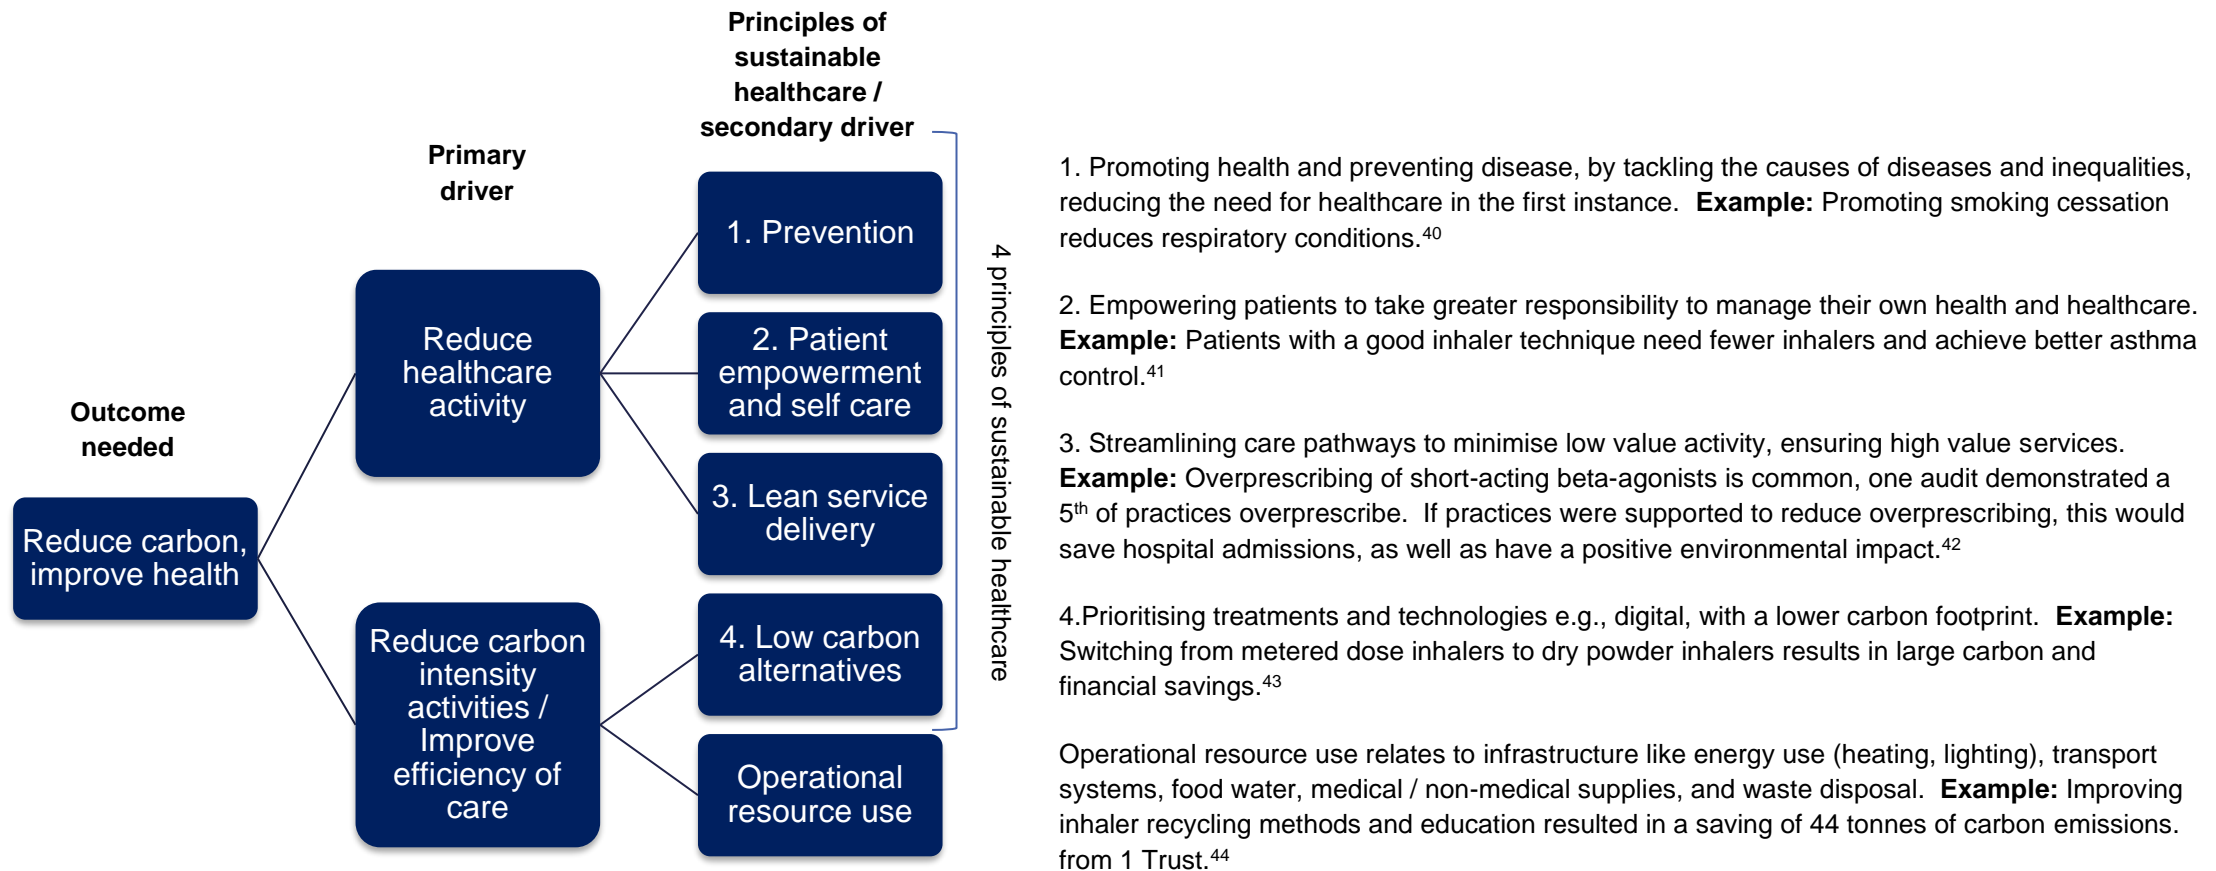 Principles of
sustainable
healthcare /
secondary driver
Primary
driver
Outcome
needed
Reduce carbon,
improve health
Reduce
healthcare
activity
Reduce carbon
intensity
activities /
Improve
efficiency of
care
1. Prevention
2. Patient
empowerment
and self care
3. Lean service
delivery
4. Low carbon
alternatives
Operational
resource use
4 principles of sustainable healthcare
1. Promoting health and preventing disease, by tackling the causes of diseases and inequalities,
reducing the need for healthcare in the first instance.  Example: Promoting smoking cessation
reduces respiratory conditions.⁴⁰
2. Empowering patients to take greater responsibility to manage their own health and healthcare.
Example: Patients with a good inhaler technique need fewer inhalers and achieve better asthma
control.⁴¹
3. Streamlining care pathways to minimise low value activity, ensuring high value services.
Example: Overprescribing of short-acting beta-agonists is common, one audit demonstrated a
5ᵗʰ of practices overprescribe.  If practices were supported to reduce overprescribing, this would
save hospital admissions, as well as have a positive environmental impact.⁴²
4.Prioritising treatments and technologies e.g., digital, with a lower carbon footprint.  Example:
Switching from metered dose inhalers to dry powder inhalers results in large carbon and
financial savings.⁴³
Operational resource use relates to infrastructure like energy use (heating, lighting), transport
systems, food water, medical / non-medical supplies, and waste disposal.  Example: Improving
inhaler recycling methods and education resulted in a saving of 44 tonnes of carbon emissions.
from 1 Trust.⁴⁴